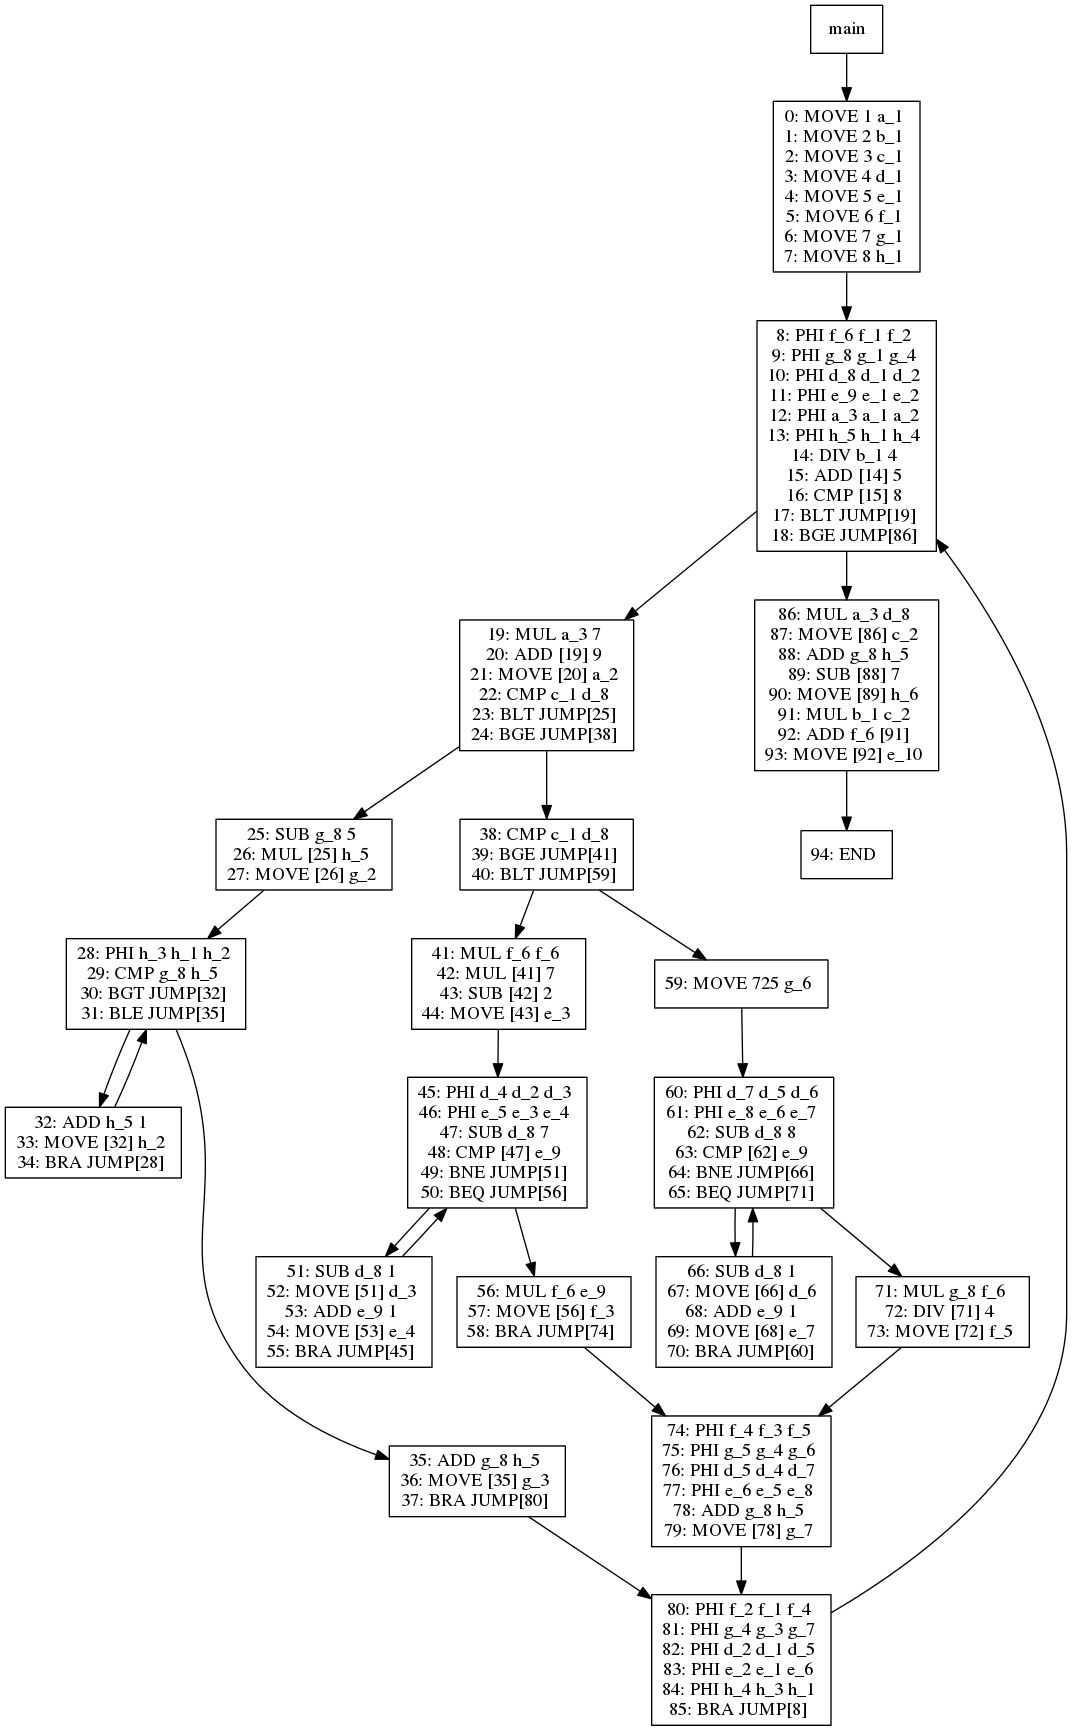 main
0: MOVE 1 a_1
1: MOVE 2 b_1
2: MOVE 3 c_1
3: MOVE 4 d_1
4: MOVE 5 e_1
5: MOVE 6 f_1
6: MOVE 7 g_1
7: MOVE 8 h_1
8: PHI f_6 f_1 f_2
9: PHI g_8 g_1 g_4
10: PHI d_8 d_1 d_2
11: PHI e_9 e_1 e_2
12: PHI a_3 a_1 a_2
13: PHI h_5 h_1 h_4
14: DIV b_1 4
15: ADD [14] 5
16: CMP [15] 8
17: BLT JUMP[19]
18: BGE JUMP[86]
19: MUL a_3 7
20: ADD [19] 9
21: MOVE [20] a_2
22: CMP c_1 d_8
23: BLT JUMP[25]
24: BGE JUMP[38]
86: MUL a_3 d_8
87: MOVE [86] c_2
88: ADD g_8 h_5
89: SUB [88] 7
90: MOVE [89] h_6
91: MUL b_1 c_2
92: ADD f_6 [91]
93: MOVE [92] e_10
25: SUB g_8 5
26: MUL [25] h_5
27: MOVE [26] g_2
38: CMP c_1 d_8
39: BGE JUMP[41]
40: BLT JUMP[59]
94: END
28: PHI h_3 h_1 h_2
29: CMP g_8 h_5
30: BGT JUMP[32]
31: BLE JUMP[35]
41: MUL f_6 f_6
42: MUL [41] 7
43: SUB [42] 2
44: MOVE [43] e_3
59: MOVE 725 g_6
32: ADD h_5 1
33: MOVE [32] h_2
34: BRA JUMP[28]
45: PHI d_4 d_2 d_3
46: PHI e_5 e_3 e_4
47: SUB d_8 7
48: CMP [47] e_9
49: BNE JUMP[51]
50: BEQ JUMP[56]
60: PHI d_7 d_5 d_6
61: PHI e_8 e_6 e_7
62: SUB d_8 8
63: CMP [62] e_9
64: BNE JUMP[66]
65: BEQ JUMP[71]
51: SUB d_8 1
52: MOVE [51] d_3
53: ADD e_9 1
54: MOVE [53] e_4
55: BRA JUMP[45]
56: MUL f_6 e_9
57: MOVE [56] f_3
58: BRA JUMP[74]
66: SUB d_8 1
67: MOVE [66] d_6
68: ADD e_9 1
69: MOVE [68] e_7
70: BRA JUMP[60]
71: MUL g_8 f_6
72: DIV [71] 4
73: MOVE [72] f_5
35: ADD g_8 h_5
36: MOVE [35] g_3
37: BRA JUMP[80]
74: PHI f_4 f_3 f_5
75: PHI g_5 g_4 g_6
76: PHI d_5 d_4 d_7
77: PHI e_6 e_5 e_8
78: ADD g_8 h_5
79: MOVE [78] g_7
80: PHI f_2 f_1 f_4
81: PHI g_4 g_3 g_7
82: PHI d_2 d_1 d_5
83: PHI e_2 e_1 e_6
84: PHI h_4 h_3 h_1
85: BRA JUMP[8]